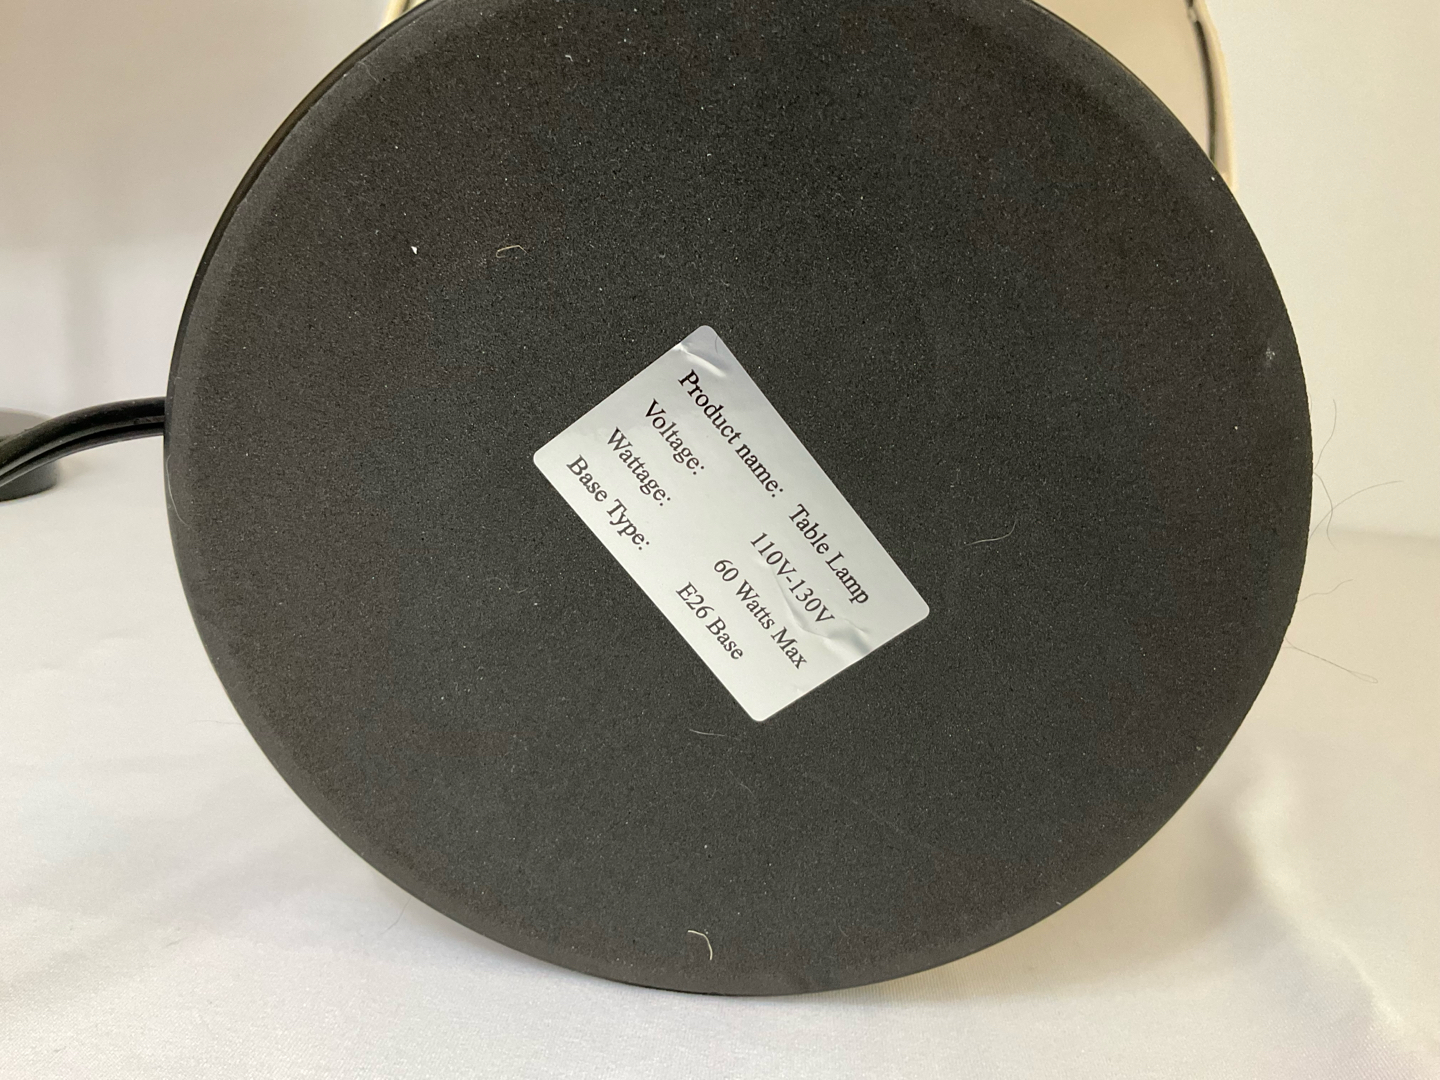 Product name: Table Lamp
Voltage: 110V-130V
Wattage: 60 Watts Max
Base Type: E26 Base